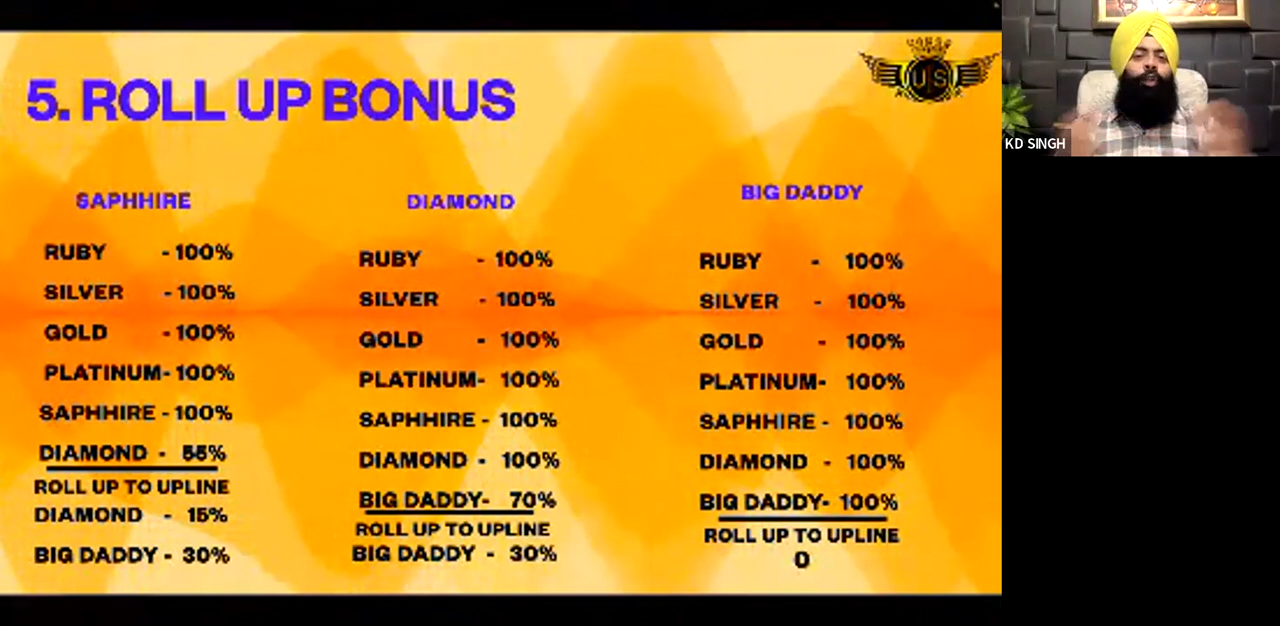 5. ROLL UP BONUS
UJS
KD SINGH
SAPHHIRE
RUBY - 100%
SILVER - 100%
GOLD - 100%
PLATINUM- 100%
SAPHHIRE - 100%
DIAMOND - 55%
ROLL UP TO UPLINE
DIAMOND - 15%
BIG DADDY - 30%
DIAMOND
RUBY - 100%
SILVER - 100%
GOLD - 100%
PLATINUM- 100%
SAPHHIRE - 100%
DIAMOND - 100%
BIG DADDY- 70%
ROLL UP TO UPLINE
BIG DADDY - 30%
BIG DADDY
RUBY - 100%
SILVER - 100%
GOLD - 100%
PLATINUM- 100%
SAPHHIRE - 100%
DIAMOND - 100%
BIG DADDY- 100%
ROLL UP TO UPLINE
0